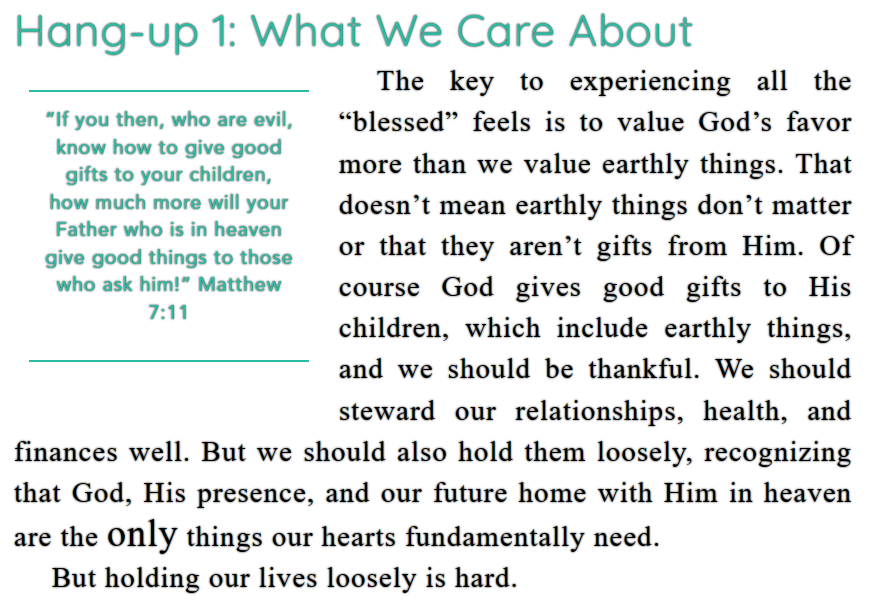 Hang-up 1: What We Care About
"If you then, who are evil,
know how to give good
gifts to your children,
how much more will your
Father who is in heaven
give good things to those
who ask him!" Matthew
7:11
The key to experiencing all the
“blessed” feels is to value God’s favor
more than we value earthly things. That
doesn’t mean earthly things don’t matter
or that they aren’t gifts from Him. Of
course God gives good gifts to His
children, which include earthly things,
and we should be thankful. We should
steward our relationships, health, and
finances well. But we should also hold them loosely, recognizing
that God, His presence, and our future home with Him in heaven
are the only things our hearts fundamentally need.
But holding our lives loosely is hard.